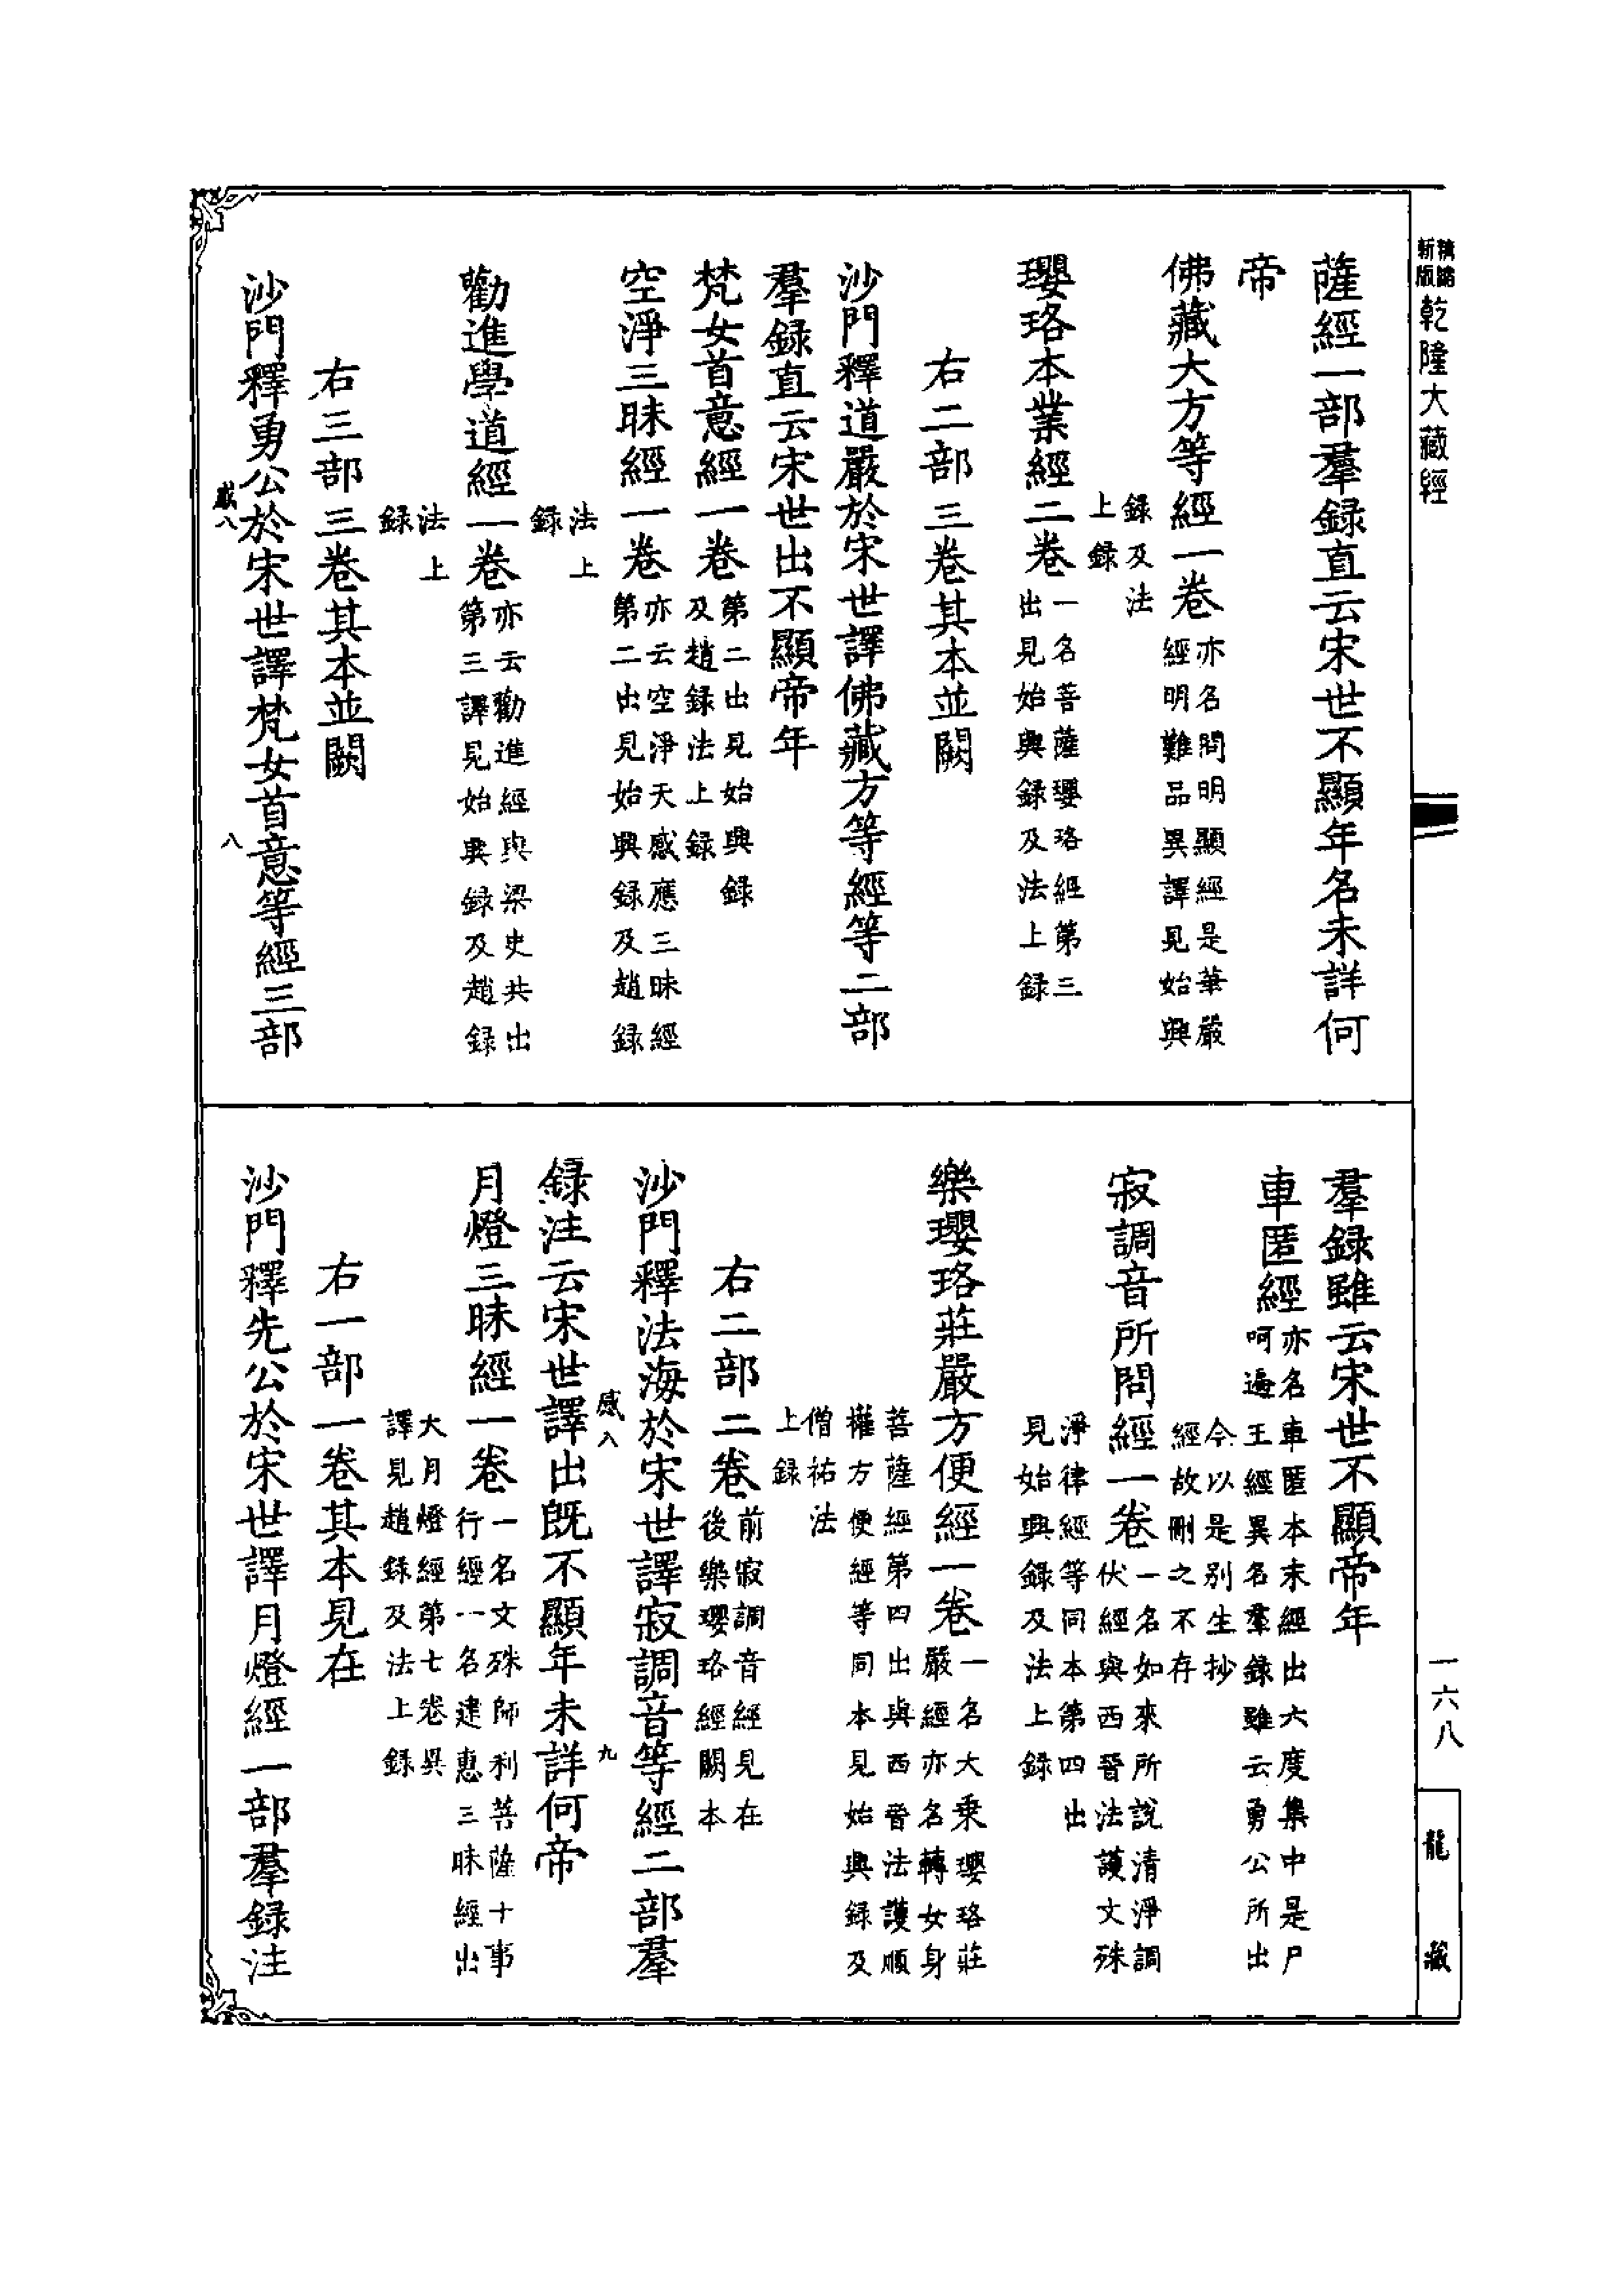 新版
精縮
乾隆大藏經
薩經一部羣録直云宋世不顯年名未詳何
帝
佛藏大方等經一卷
亦名問明顯經是華嚴
經明難品異譯見始興
録及法
上録
瓔珞本業經二卷
一名菩薩瓔珞經第三
出見始興録及法上録
右二部三卷其本並闕
沙門釋道嚴於宋世譯佛藏方等經等二部
羣録直云宋世出不顯帝年
梵女首意經一卷
第二出見始興録
及趙録法上録
空淨三昧經一卷
亦云空淨天感應三昧經
第二出見始興録及趙録
法上
録
勸進學道經一卷
亦云勸進經與梁史共出
第三譯見始興録及趙録
法上
録
右三部三卷其本並闕
沙門釋勇公於宋世譯梵女首意等經三部
感八
八
羣録雖云宋世不顯帝年
車匿經
亦名車匿本末經出六度集中是尸
呵遍王經異名羣錄雖云勇公所出
今以是别生抄
經故刪之不存
寂調音所問經一卷
一名如來所說清淨調
伏經與西晉法護文殊
淨律經等同本第四出
見始興録及法上録
樂瓔珞莊嚴方便經一卷
一名大乘瓔珞莊
嚴經亦名轉女身
菩薩經第四出與西晉法護順
權方便經等同本見始興録及
僧祐法
上録
右二部二卷
前寂調音經見在
後樂瓔珞經闕本
沙門釋法海於宋世譯寂調音等經二部羣
録注云宋世譯出既不顯年未詳何帝
感八
九
月燈三昧經一卷
一名文殊師利菩薩十事
行經一名逮惠三昧經出
大月燈經第七卷異
譯見趙録及法上録
右一部一卷其本見在
沙門釋先公於宋世譯月燈經一部羣録注
一六八
龍藏